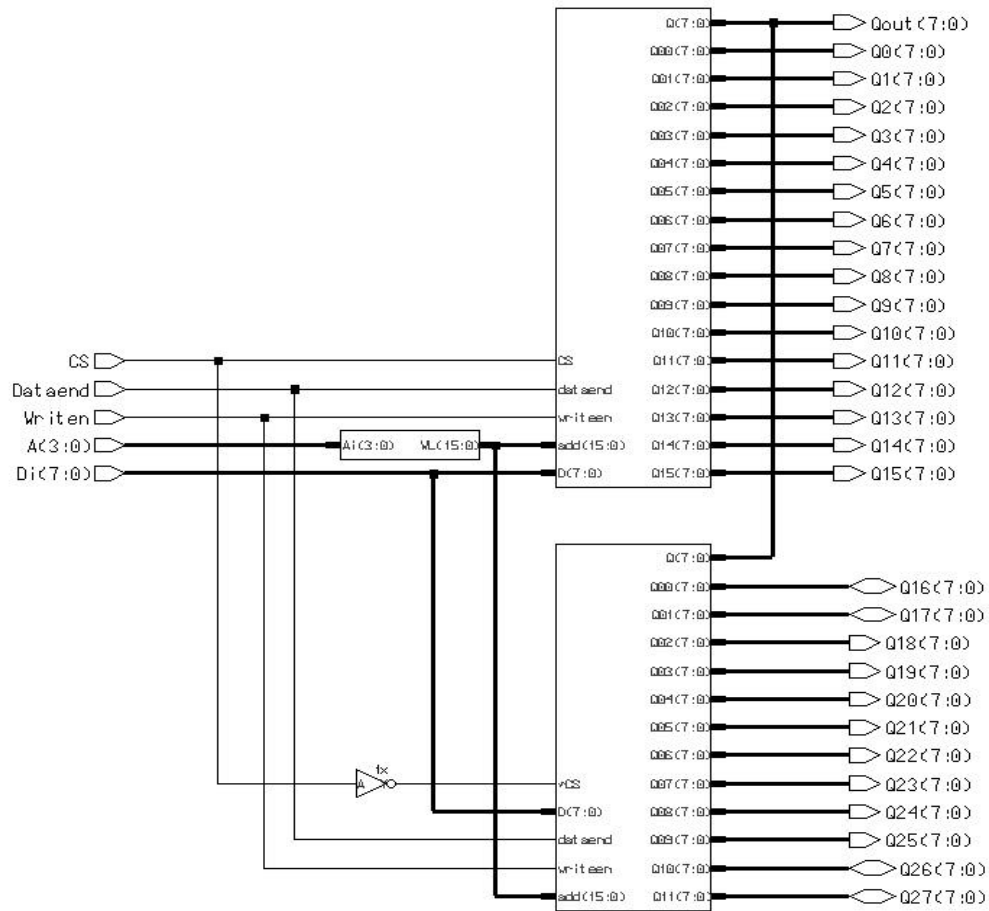 Q(7:0) Qout(7:0)
Q00(7:0) Q0(7:0)
Q01(7:0) Q1(7:0)
Q02(7:0) Q2(7:0)
Q03(7:0) Q3(7:0)
Q04(7:0) Q4(7:0)
Q05(7:0) Q5(7:0)
Q06(7:0) Q6(7:0)
Q07(7:0) Q7(7:0)
Q08(7:0) Q8(7:0)
Q09(7:0) Q9(7:0)
Q10(7:0) Q10(7:0)
CS CS Q11(7:0) Q11(7:0)
Dataend dataend Q12(7:0) Q12(7:0)
Writen writeen Q13(7:0) Q13(7:0)
A(3:0) Ai(3:0) WL(15:0) add(15:0) Q14(7:0) Q14(7:0)
Di(7:0) D(7:0) Q15(7:0) Q15(7:0)
Q(7:0)
Q00(7:0) Q16(7:0)
Q01(7:0) Q17(7:0)
Q02(7:0) Q18(7:0)
Q03(7:0) Q19(7:0)
Q04(7:0) Q20(7:0)
Q05(7:0) Q21(7:0)
Q06(7:0) Q22(7:0)
A CS Q07(7:0) Q23(7:0)
D(7:0) Q08(7:0) Q24(7:0)
dataend Q09(7:0) Q25(7:0)
writeen Q10(7:0) Q26(7:0)
add(15:0) Q11(7:0) Q27(7:0)